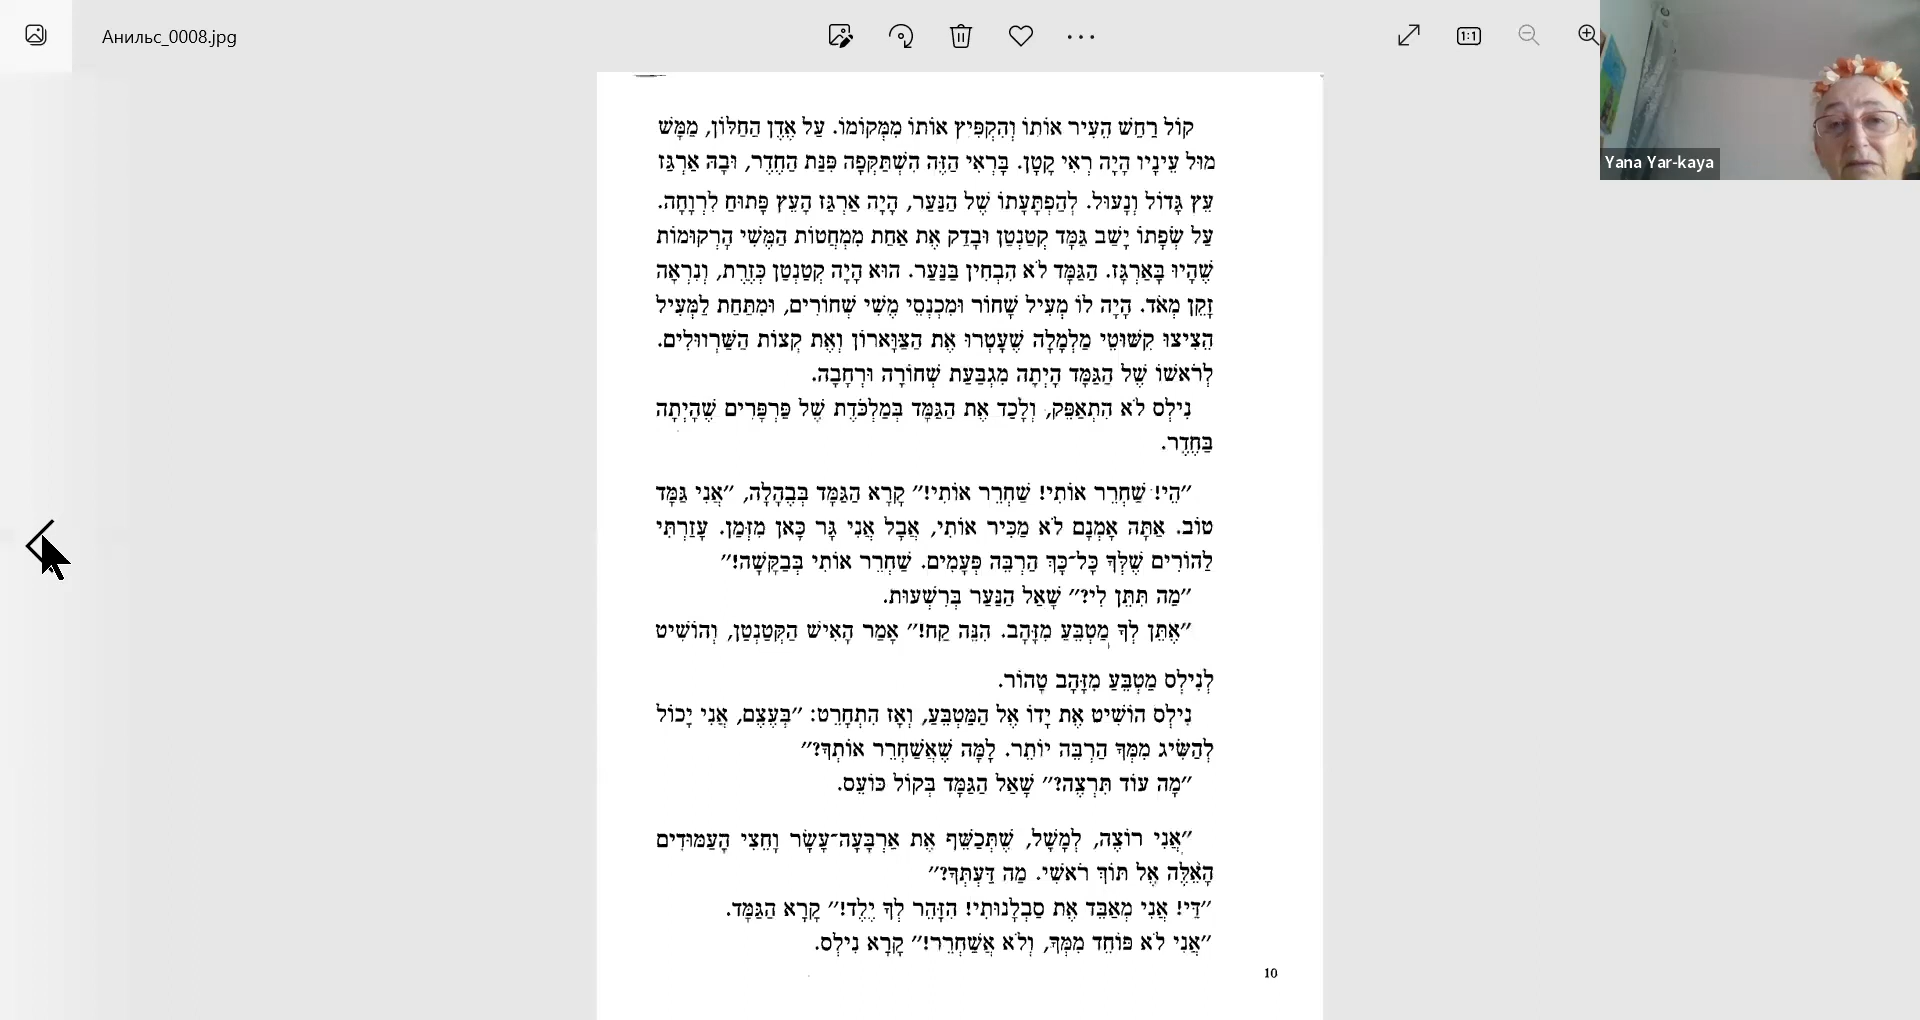 Анильс_0008.jpg
Yana Yar-kaya
קוֹל רַחַשׁ הֵעִיר אוֹתוֹ וְהִקְפִּיץ אוֹתוֹ מִמְּקוֹמוֹ. עַל אֶדֶן הַחַלּוֹן, מַמָּשׁ
מוּל עֵינָיו הָיָה רְאִי קָטָן. בָּרְאִי הַזֶּה הִשְׁתַּקְּפָה פִּנַּת הַחֶדֶר, וּבָהּ אַרְגַּז
עֵץ גָּדוֹל וְנָעוּל. לְהַפְתָּעָתוֹ שֶׁל הַנַּעַר, הָיָה אַרְגַּז הָעֵץ פָּתוּחַ לִרְוָחָה.
עַל שְׂפָתוֹ יָשַׁב גַּמָּד קְטַנְטַן וּבָדַק אֶת אַחַת מִמְּחַטוֹת הַמֶּשִׁי הָרְקוּמוֹת
שֶׁהָיוּ בָּאַרְגָּז. הַגַּמָּד לֹא הִבְחִין בַּנַּעַר. הוּא הָיָה קְטַנְטַן כְּזֶרֶת, וְנִרְאָה
זָקֵן מְאֹד. הָיָה לוֹ מְעִיל שָׁחוֹר וּמִכְנְסֵי מֶשִׁי שְׁחוֹרִים, וּמִתַּחַת לַמְּעִיל
הֵצִיצוּ קִשּׁוּטֵי מַלְמָלָה שֶׁעָטְרוּ אֶת הַצַּוָּארוֹן וְאֶת קְצוֹת הַשַּׁרְווּלִים.
לְרֹאשׁוֹ שֶׁל הַגַּמָּד הָיְתָה מִגְבַּעַת שְׁחוֹרָה וּרְחָבָה.
נִילְס לֹא הִתְאַפֵּק, וְלָכַד אֶת הַגַּמָּד בְּמַלְכֹּדֶת שֶׁל פַּרְפָּרִים שֶׁהָיְתָה
בַּחֶדֶר.
"הֵי! שַׁחְרֵר אוֹתִי! שַׁחְרֵר אוֹתִי!" קָרָא הַגַּמָּד בְּבֶהָלָה, "אֲנִי גַּמָּד
טוֹב. אַתָּה אָמְנָם לֹא מַכִּיר אוֹתִי, אֲבָל אֲנִי גָּר כָּאן מִזְּמַן. עָזַרְתִּי
לַהוֹרִים שֶׁלְּךָ כָּל־כָּךְ הַרְבֵּה פְּעָמִים. שַׁחְרֵר אוֹתִי בְּבַקָּשָׁה!"
"מַה תִּתֵּן לִי?" שָׁאַל הַנַּעַר בְּרִשְׁעוּת.
"אֶתֵּן לְךָ מַטְבֵּעַ מִזָּהָב. הִנֵּה קַח!" אָמַר הָאִישׁ הַקְּטַנְטַן, וְהוֹשִׁיט
לְנִילְס מַטְבֵּעַ מִזָּהָב טָהוֹר.
נִילְס הוֹשִׁיט אֶת יָדוֹ אֶל הַמַּטְבֵּעַ, וְאָז הִתְחָרֵט: "בְּעֶצֶם, אֲנִי יָכוֹל
לְהַשִּׂיג מִמְּךָ הַרְבֵּה יוֹתֵר. לָמָּה שֶׁאֲשַׁחְרֵר אוֹתְךָ?"
"מָה עוֹד תִּרְצֶה?" שָׁאַל הַגַּמָּד בְּקוֹל כּוֹעֵס.
"אֲנִי רוֹצֶה, לְמָשָׁל, שֶׁתְּכַשֵּׁף אֶת אַרְבָּעָה־עָשָׂר וָחֵצִי הָעַמּוּדִים
הָאֵלֶּה אֶל תּוֹךְ רֹאשִׁי. מַה דַּעְתְּךָ?"
"דַּי! אֲנִי מְאַבֵּד אֶת סַבְלָנוּתִי! הִזָּהֵר לְךָ יֶלֶד!" קָרָא הַגַּמָּד.
"אֲנִי לֹא פּוֹחֵד מִמְּךָ, וְלֹא אֲשַׁחְרֵר!" קָרָא נִילְס.
10